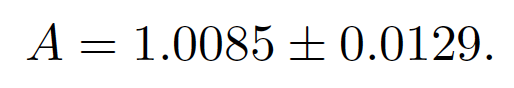 A = 1.0085 ± 0.0129.